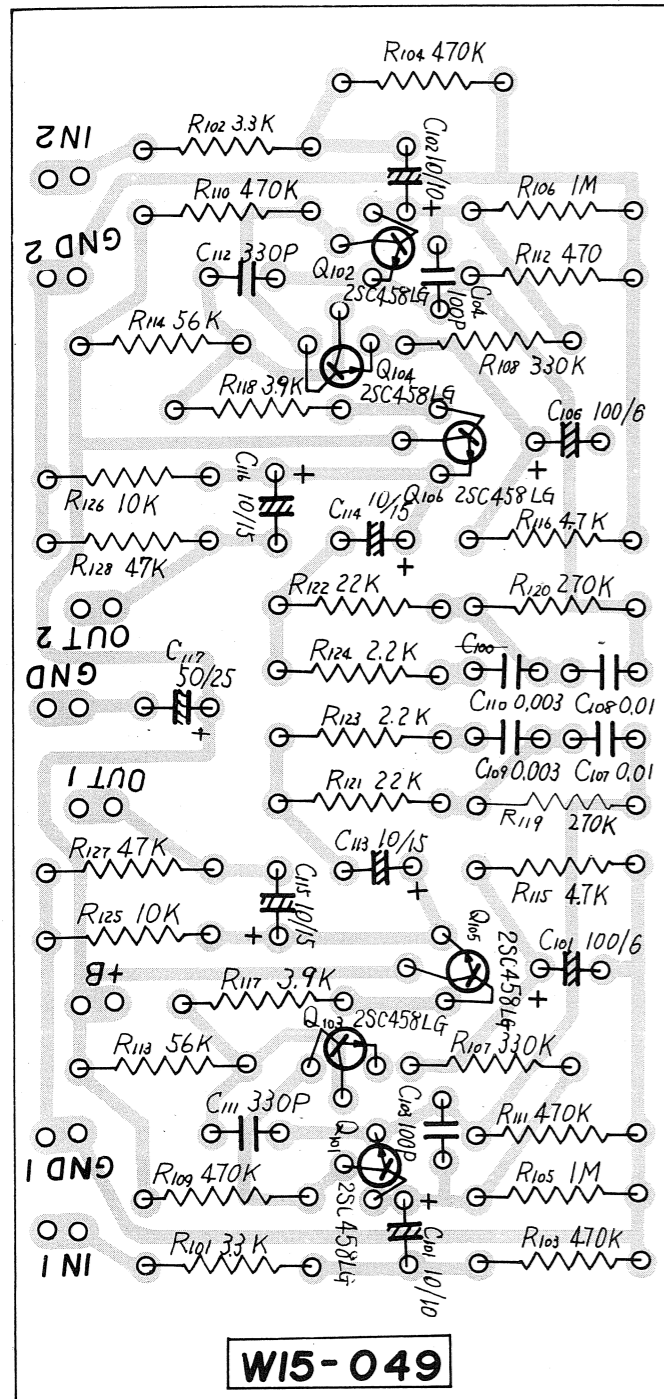 R104 470K
IN2
R102 3.3K
C102 10/10
+
R110 470K
R106 1M
GND 2
C112 330P
Q102
2SC458LG
C104
100P
R112 470
R114 56K
Q104
2SC458LG
R108 330K
R118 3.9K
C106 100/6
+
R126 10K
C116 10/15
+
Q106 2SC458LG
C114 10/15
+
R116 4.7K
R128 47K
R122 22K
R120 270K
OUT 2
C117
50/25
+
R124 2.2K
C100
GND
C110 0.003
C108 0.01
R123 2.2K
C109 0.003
C107 0.01
OUT 1
R121 22K
R119 270K
R127 47K
C113 10/15
+
C115 10/15
+
R115 4.7K
R125 10K
Q105
2SC458LG
C101 100/6
+
+B
R117 3.9K
Q103 2SC458LG
R113 56K
R107 330K
C111 330P
Q101
2SC458LG
C103 100P
R111 470K
GND 1
R109 470K
R105 1M
+
C101 10/10
IN 1
R101 3.3K
R103 470K
W15-049